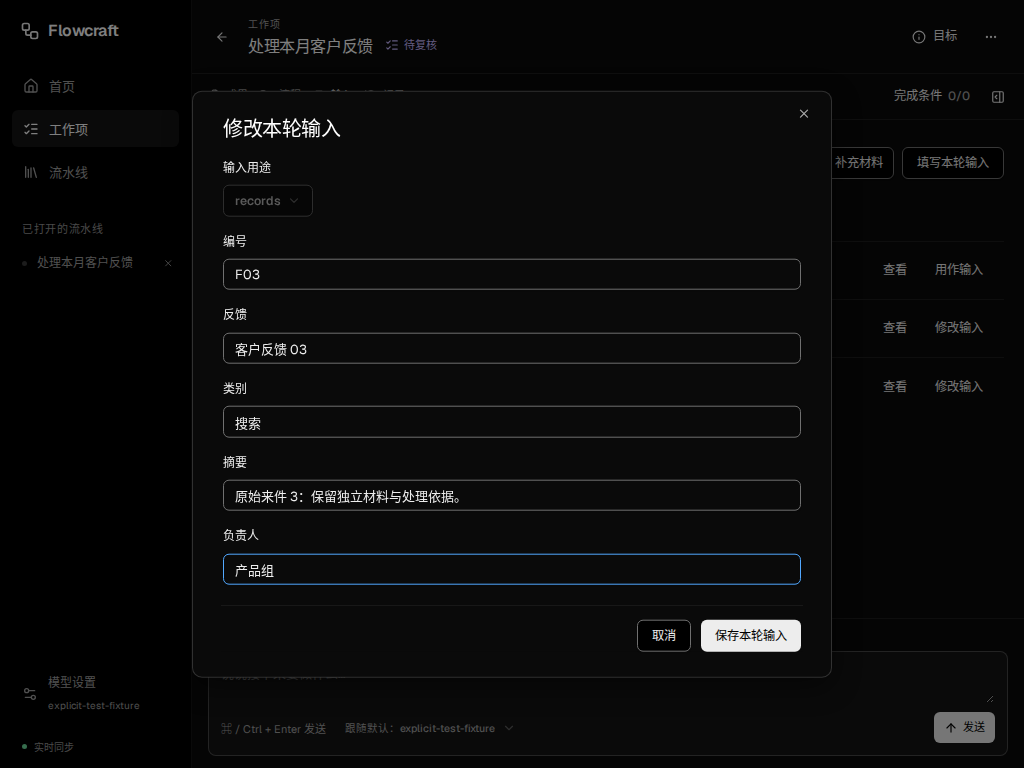 Flowcraft
首页
工作项
流水线
已打开的流水线
处理本月客户反馈
模型设置
explicit-test-fixture
实时同步
工作项
处理本月客户反馈
待复核
目标
完成条件 0/0
补充材料
填写本轮输入
查看
用作输入
查看
修改输入
查看
修改输入
修改本轮输入
输入用途
records
编号
F03
反馈
客户反馈 03
类别
搜索
摘要
原始来件 3：保留独立材料与处理依据。
负责人
产品组
取消
保存本轮输入
⌘ / Ctrl + Enter 发送
跟随默认：explicit-test-fixture
发送